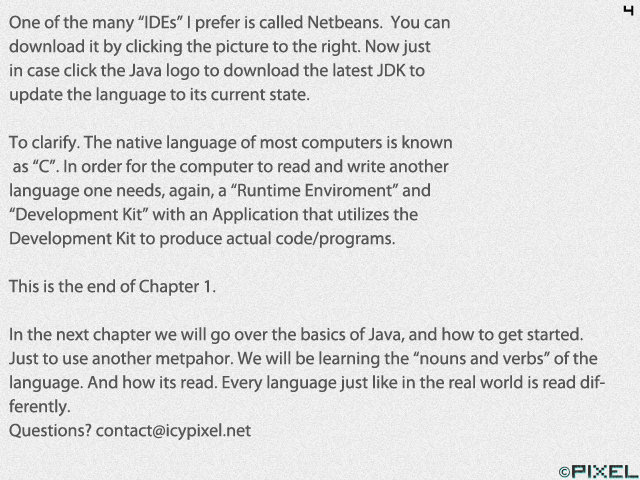 4
One of the many “IDEs” I prefer is called Netbeans.  You can
download it by clicking the picture to the right. Now just
in case click the Java logo to download the latest JDK to
update the language to its current state.
To clarify. The native language of most computers is known
as “C”. In order for the computer to read and write another
language one needs, again, a “Runtime Enviroment” and
“Development Kit” with an Application that utilizes the
Development Kit to produce actual code/programs.
This is the end of Chapter 1.
In the next chapter we will go over the basics of Java, and how to get started.
Just to use another metpahor. We will be learning the “nouns and verbs” of the
language. And how its read. Every language just like in the real world is read dif-
ferently.
Questions? contact@icypixel.net
©PIXEL